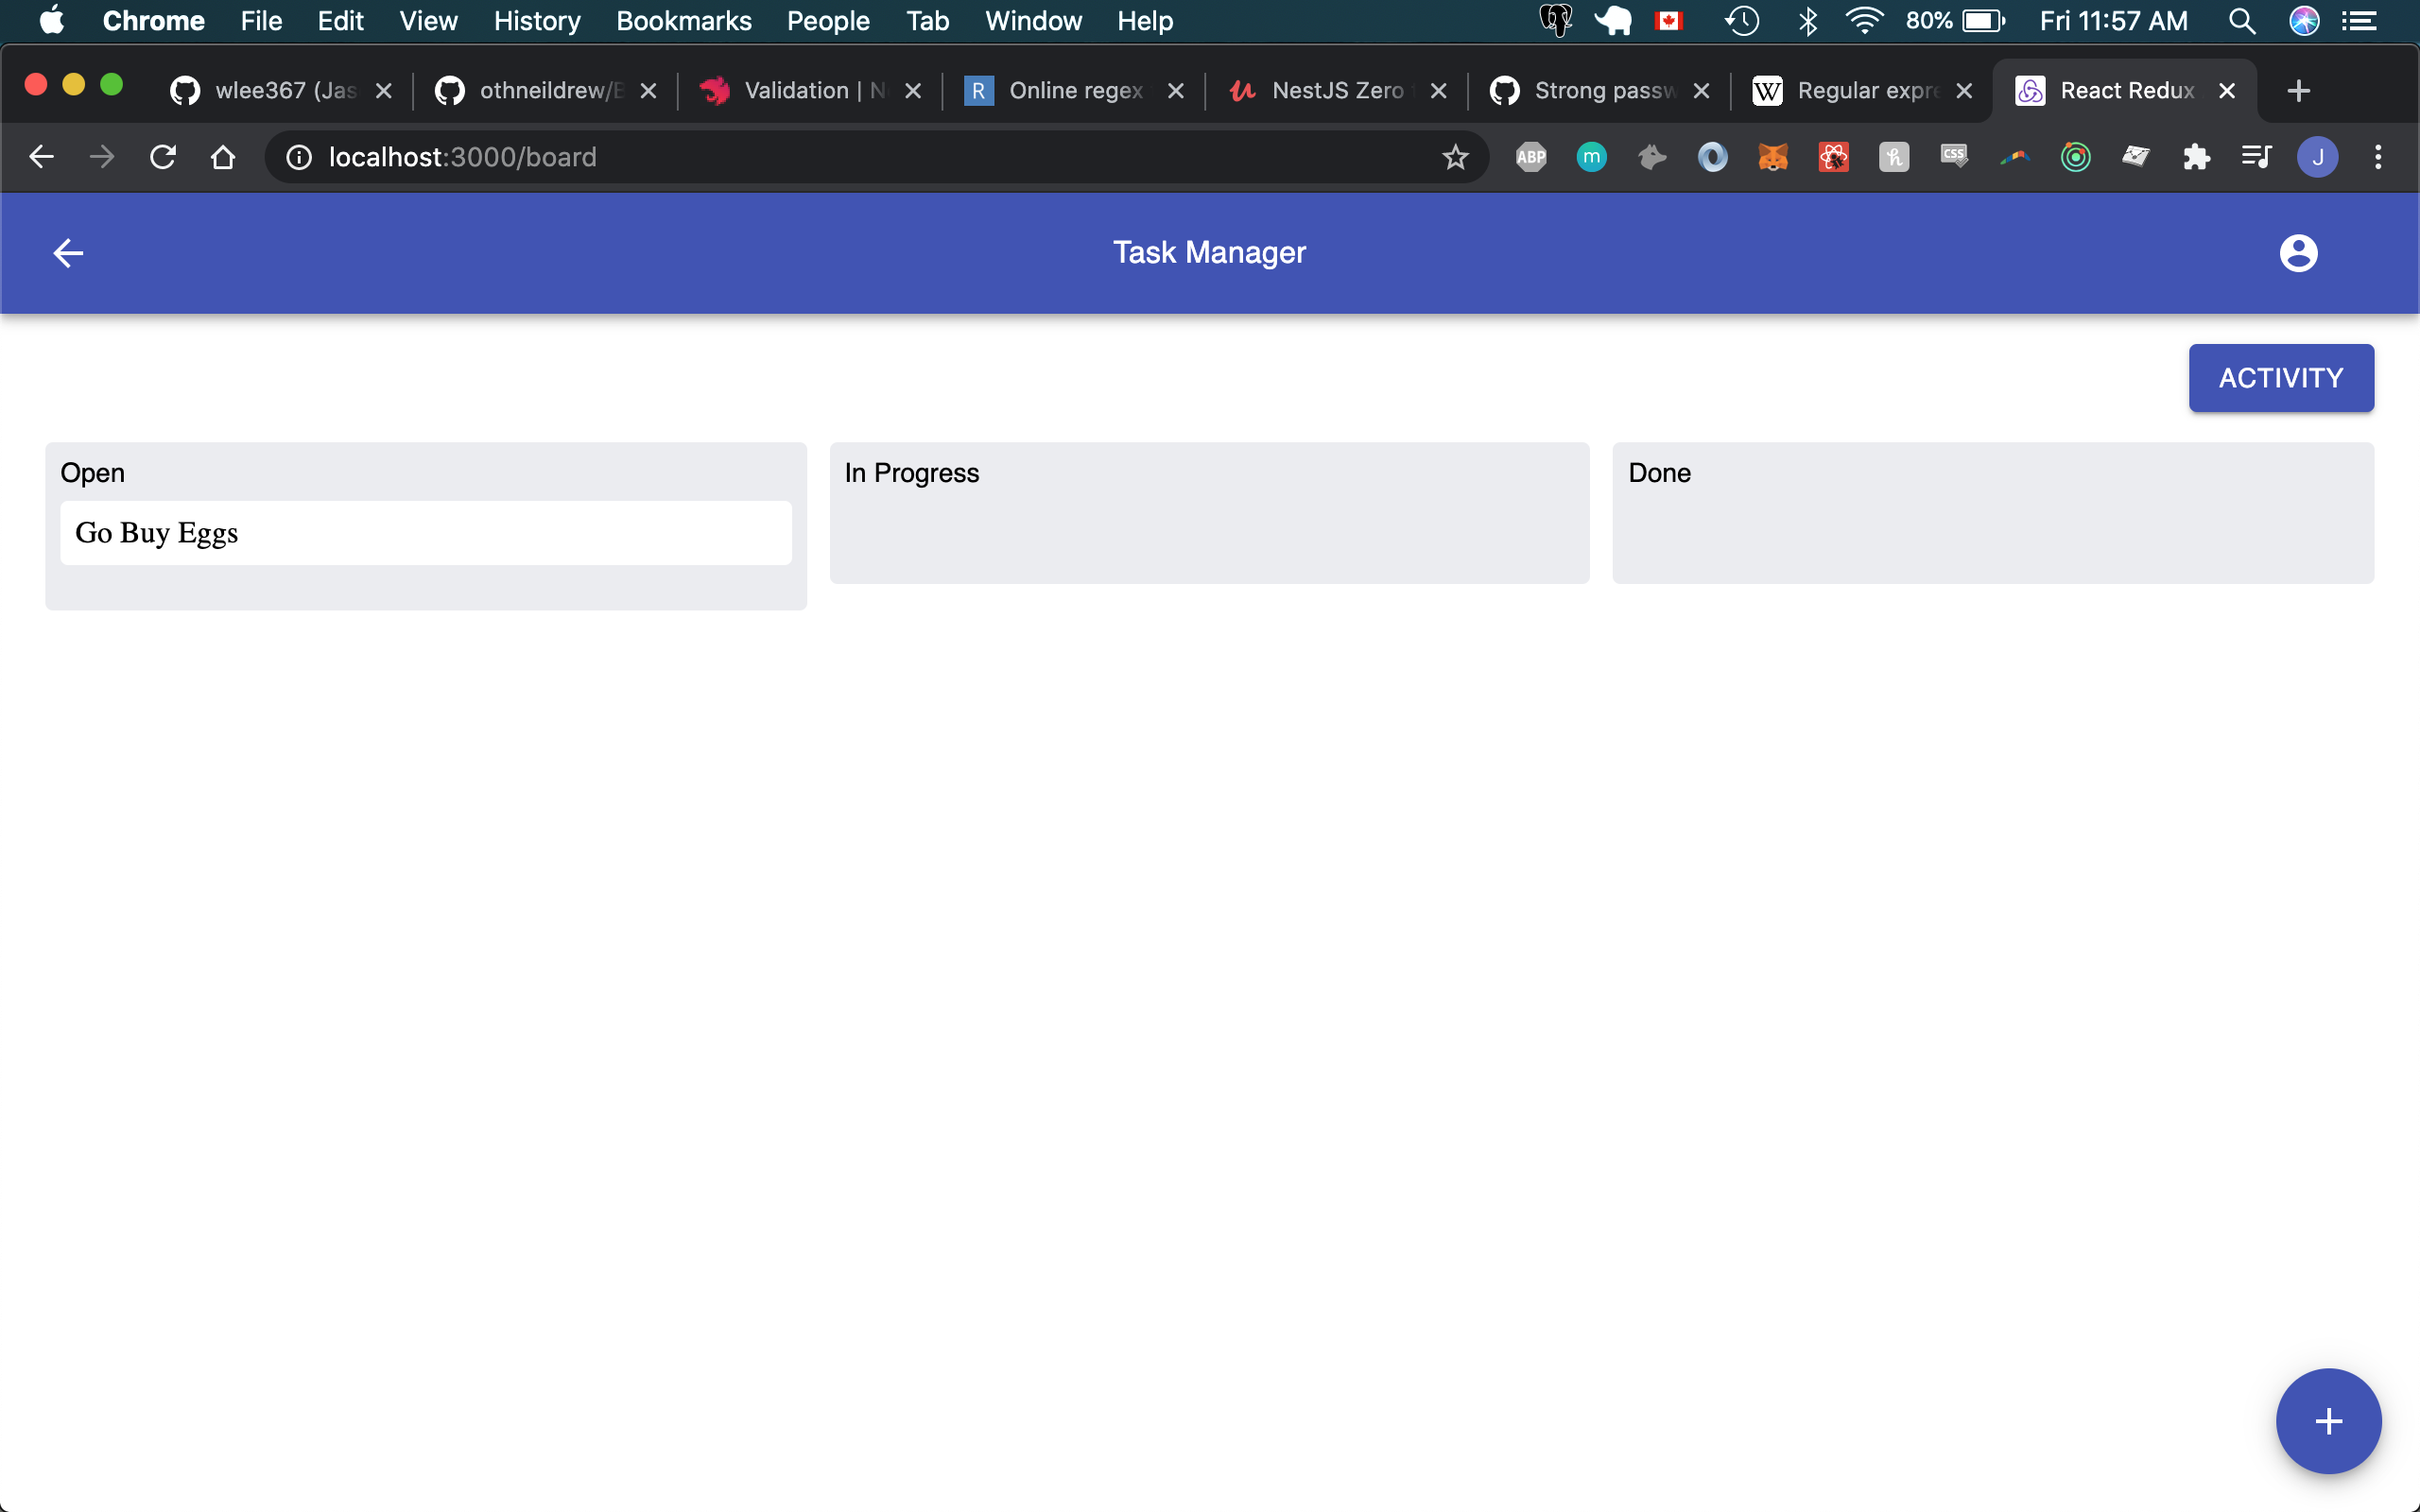 Chrome File Edit View History Bookmarks People Tab Window Help 80% Fri 11:57 AM
wlee367 (Jas othneildrew/B Validation | N R Online regex NestJS Zero Strong passw W Regular expre React Redux
localhost:3000/board ABP m h CSS J
Task Manager
ACTIVITY
Open In Progress Done
Go Buy Eggs